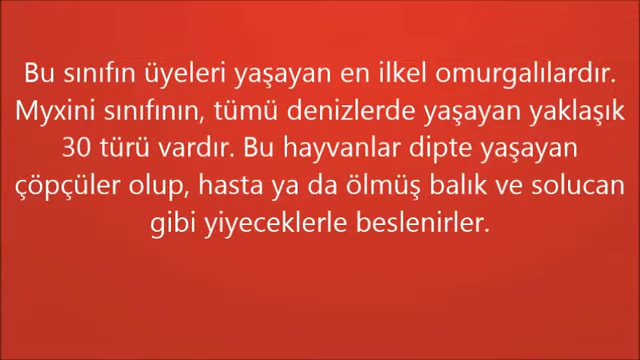 Bu sınıfın üyeleri yaşayan en ilkel omurgalılardır.
Myxini sınıfının, tümü denizlerde yaşayan yaklaşık
30 türü vardır. Bu hayvanlar dipte yaşayan
çöpçüler olup, hasta ya da ölmüş balık ve solucan
gibi yiyeceklerle beslenirler.